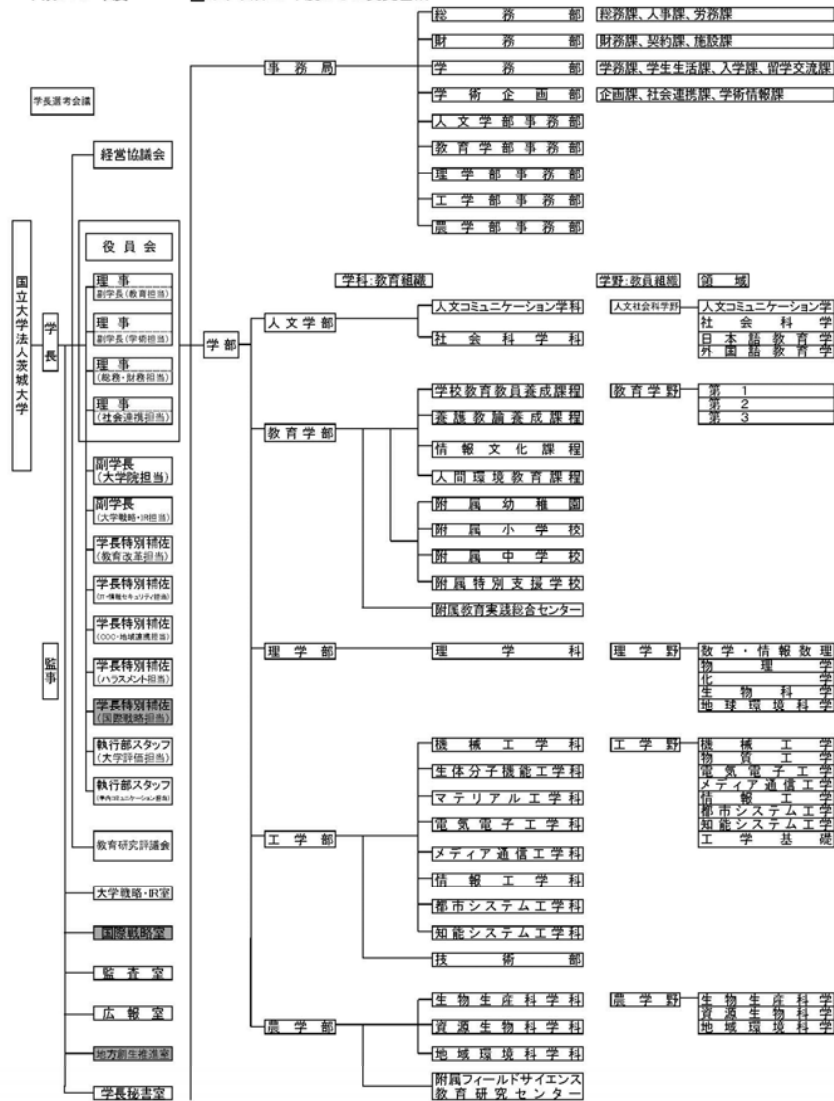 総務部 総務課、人事課、労務課
財務部 財務課、契約課、施設課
事務局 学務部 学務課、学生生活課、入学課、留学交流課
学術企画部 企画課、社会連携課、学術情報課
人文学部事務部
教育学部事務部
理学部事務部
工学部事務部
農学部事務部
学長選考会議
経営協議会
国立大学法人茨城大学
学長
監事
役員会
理事
副学長(教育担当)
理事
副学長(学術担当)
理事
(総務・財務担当)
理事
(社会連携担当)
副学長
(大学院担当)
副学長
(大学戦略・IR担当)
学長特別補佐
(教育改革担当)
学長特別補佐
(IT・情報セキュリティ担当)
学長特別補佐
(COC・地域連携担当)
学長特別補佐
(ハラスメント担当)
学長特別補佐
(国際戦略担当)
執行部スタッフ
(大学評価担当)
執行部スタッフ
(学内コミュニケーション担当)
教育研究評議会
大学戦略・IR室
国際戦略室
監査室
広報室
地方創生推進室
学長秘書室
学部
学科:教育組織 学野:教員組織 領域
人文学部
人文コミュニケーション学科 人文社会科学野 人文コミュニケーション学
社会科学科 社会科学
日本語教育学
外国語教育学
教育学部
学校教育教員養成課程 教育学野 第1
養護教諭養成課程 第2
第3
情報文化課程
人間環境教育課程
附属幼稚園
附属小学校
附属中学校
附属特別支援学校
附属教育実践総合センター
理学部 理学科 理学野 数学・情報数理
物理学
化学
生物科学
地球環境科学
工学部
機械工学科 工学野 機械工学
物質工学
生体分子機能工学科 電気電子工学
メディア通信工学
マテリアル工学科 情報工学
都市システム工学
電気電子工学科 知能システム工学
工学基礎
メディア通信工学科
情報工学科
都市システム工学科
知能システム工学科
技術部
農学部
生物生産科学科 農学野 生物生産科学
資源生物科学科 資源生物科学
地域環境科学科 地域環境科学
附属フィールドサイエンス
教育研究センター